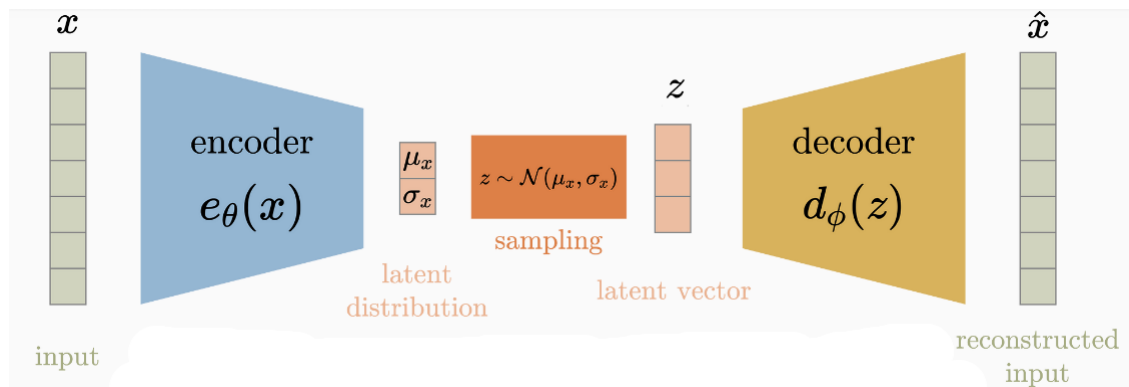 x
x̂
z
encoder
e_θ(x)
μ_x
σ_x
z ∼ 𝒩(μ_x, σ_x)
decoder
d_ϕ(z)
sampling
latent
distribution
latent vector
input
reconstructed
input